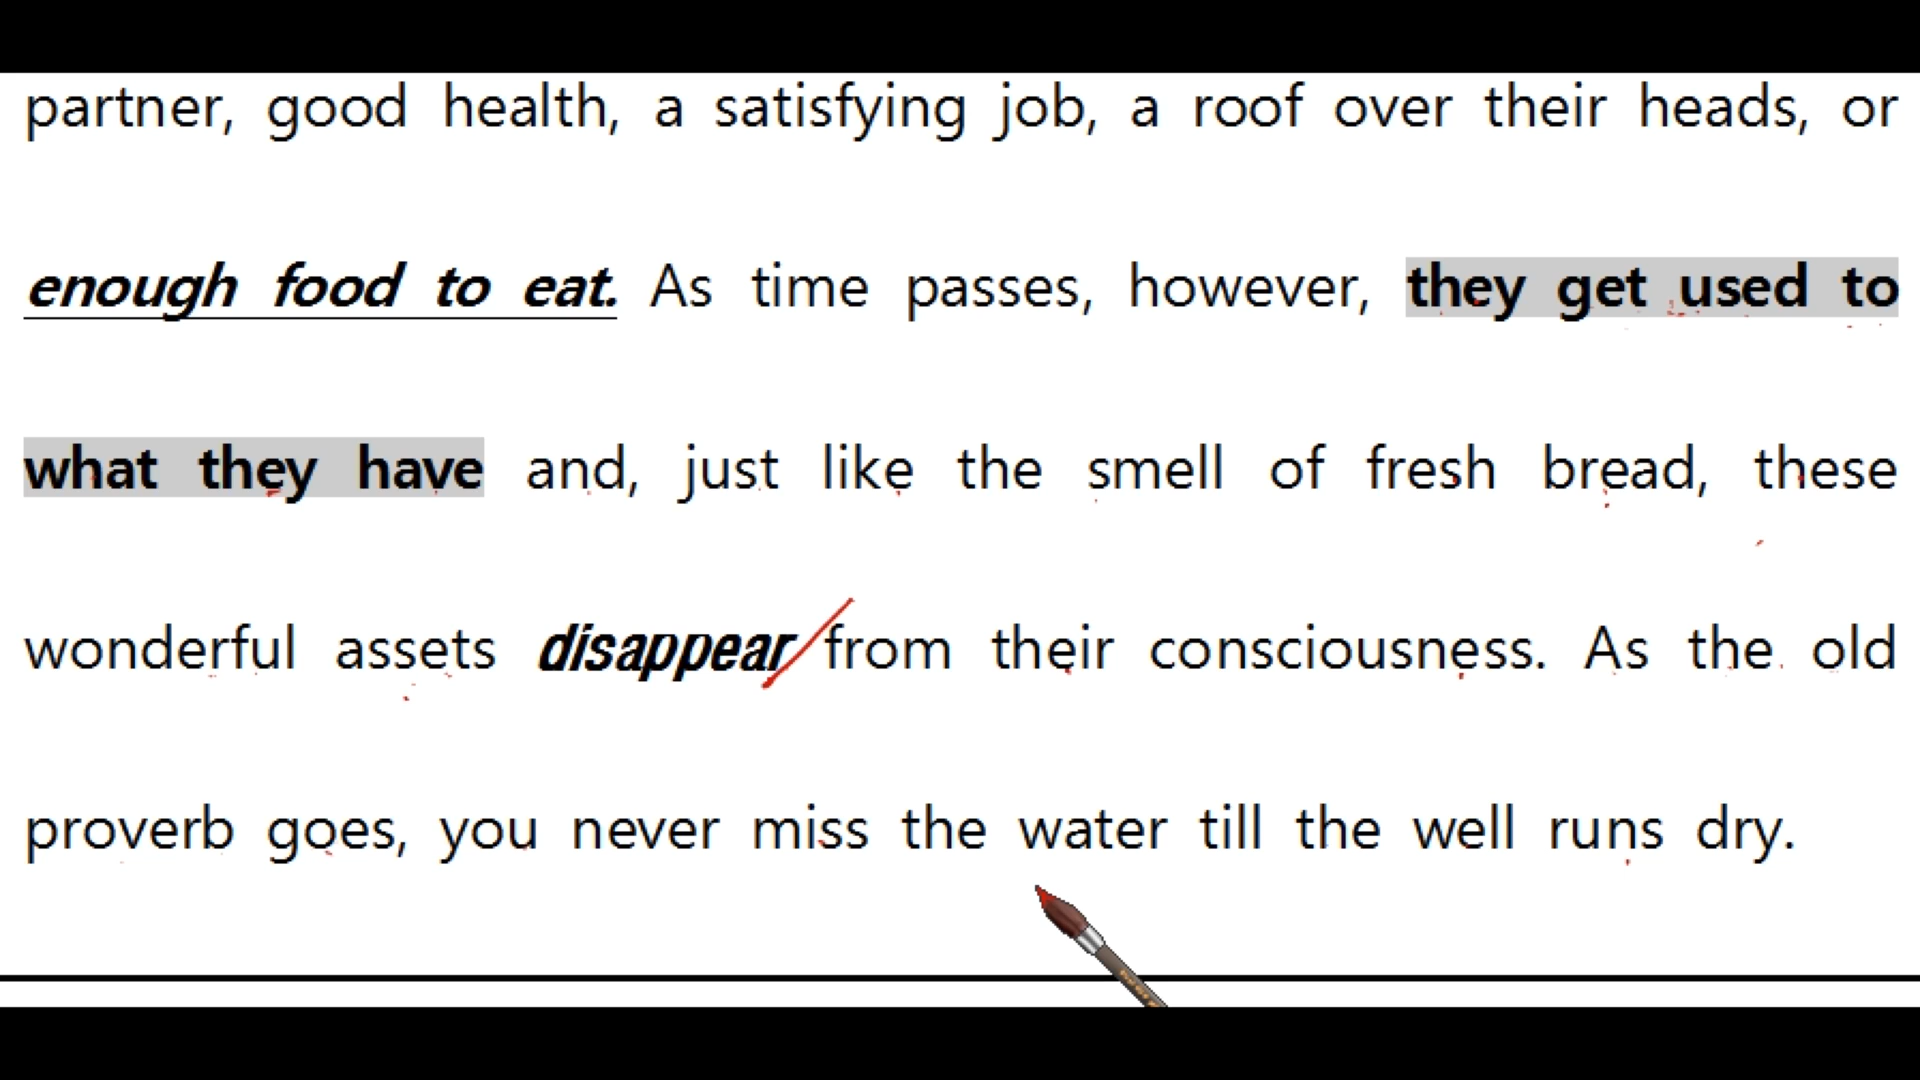 partner, good health, a satisfying job, a roof over their heads, or
enough food to eat. As time passes, however, they get used to
what they have and, just like the smell of fresh bread, these
wonderful assets disappear from their consciousness. As the old
proverb goes, you never miss the water till the well runs dry.